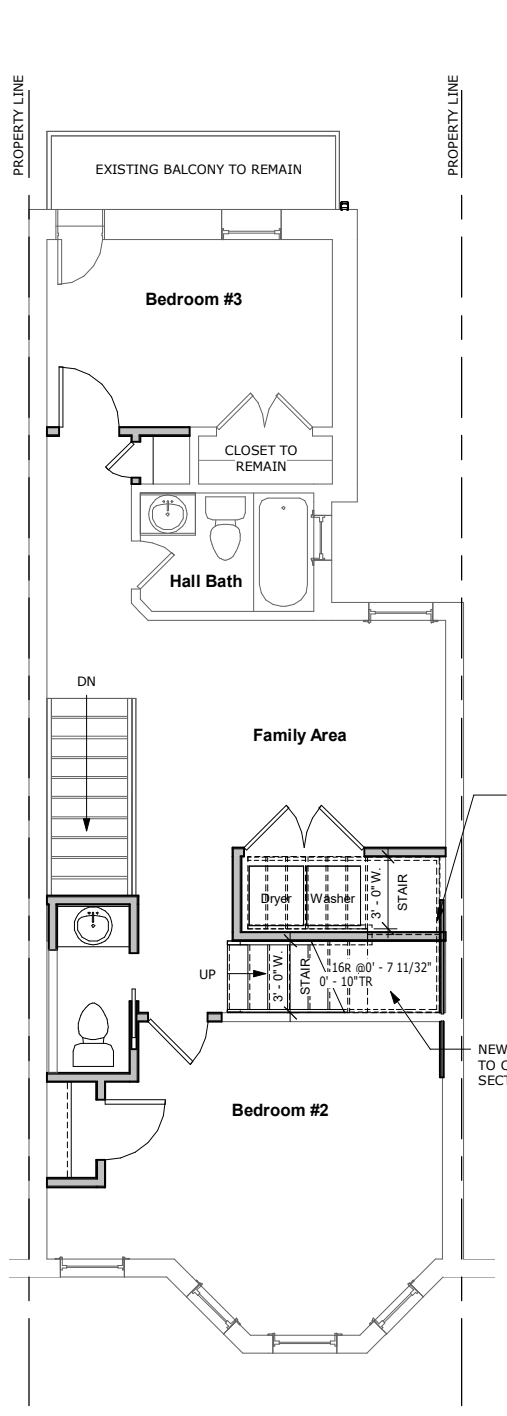 PROPERTY LINE
PROPERTY LINE
EXISTING BALCONY TO REMAIN
Bedroom #3
CLOSET TO
REMAIN
Hall Bath
DN
Family Area
Dryer
Washer
3' - 0" W.
STAIR
UP
3' - 0" W.
STAIR
16R @0' - 7 11/32"
0' - 10"TR
NEW
TO
SECT
Bedroom #2